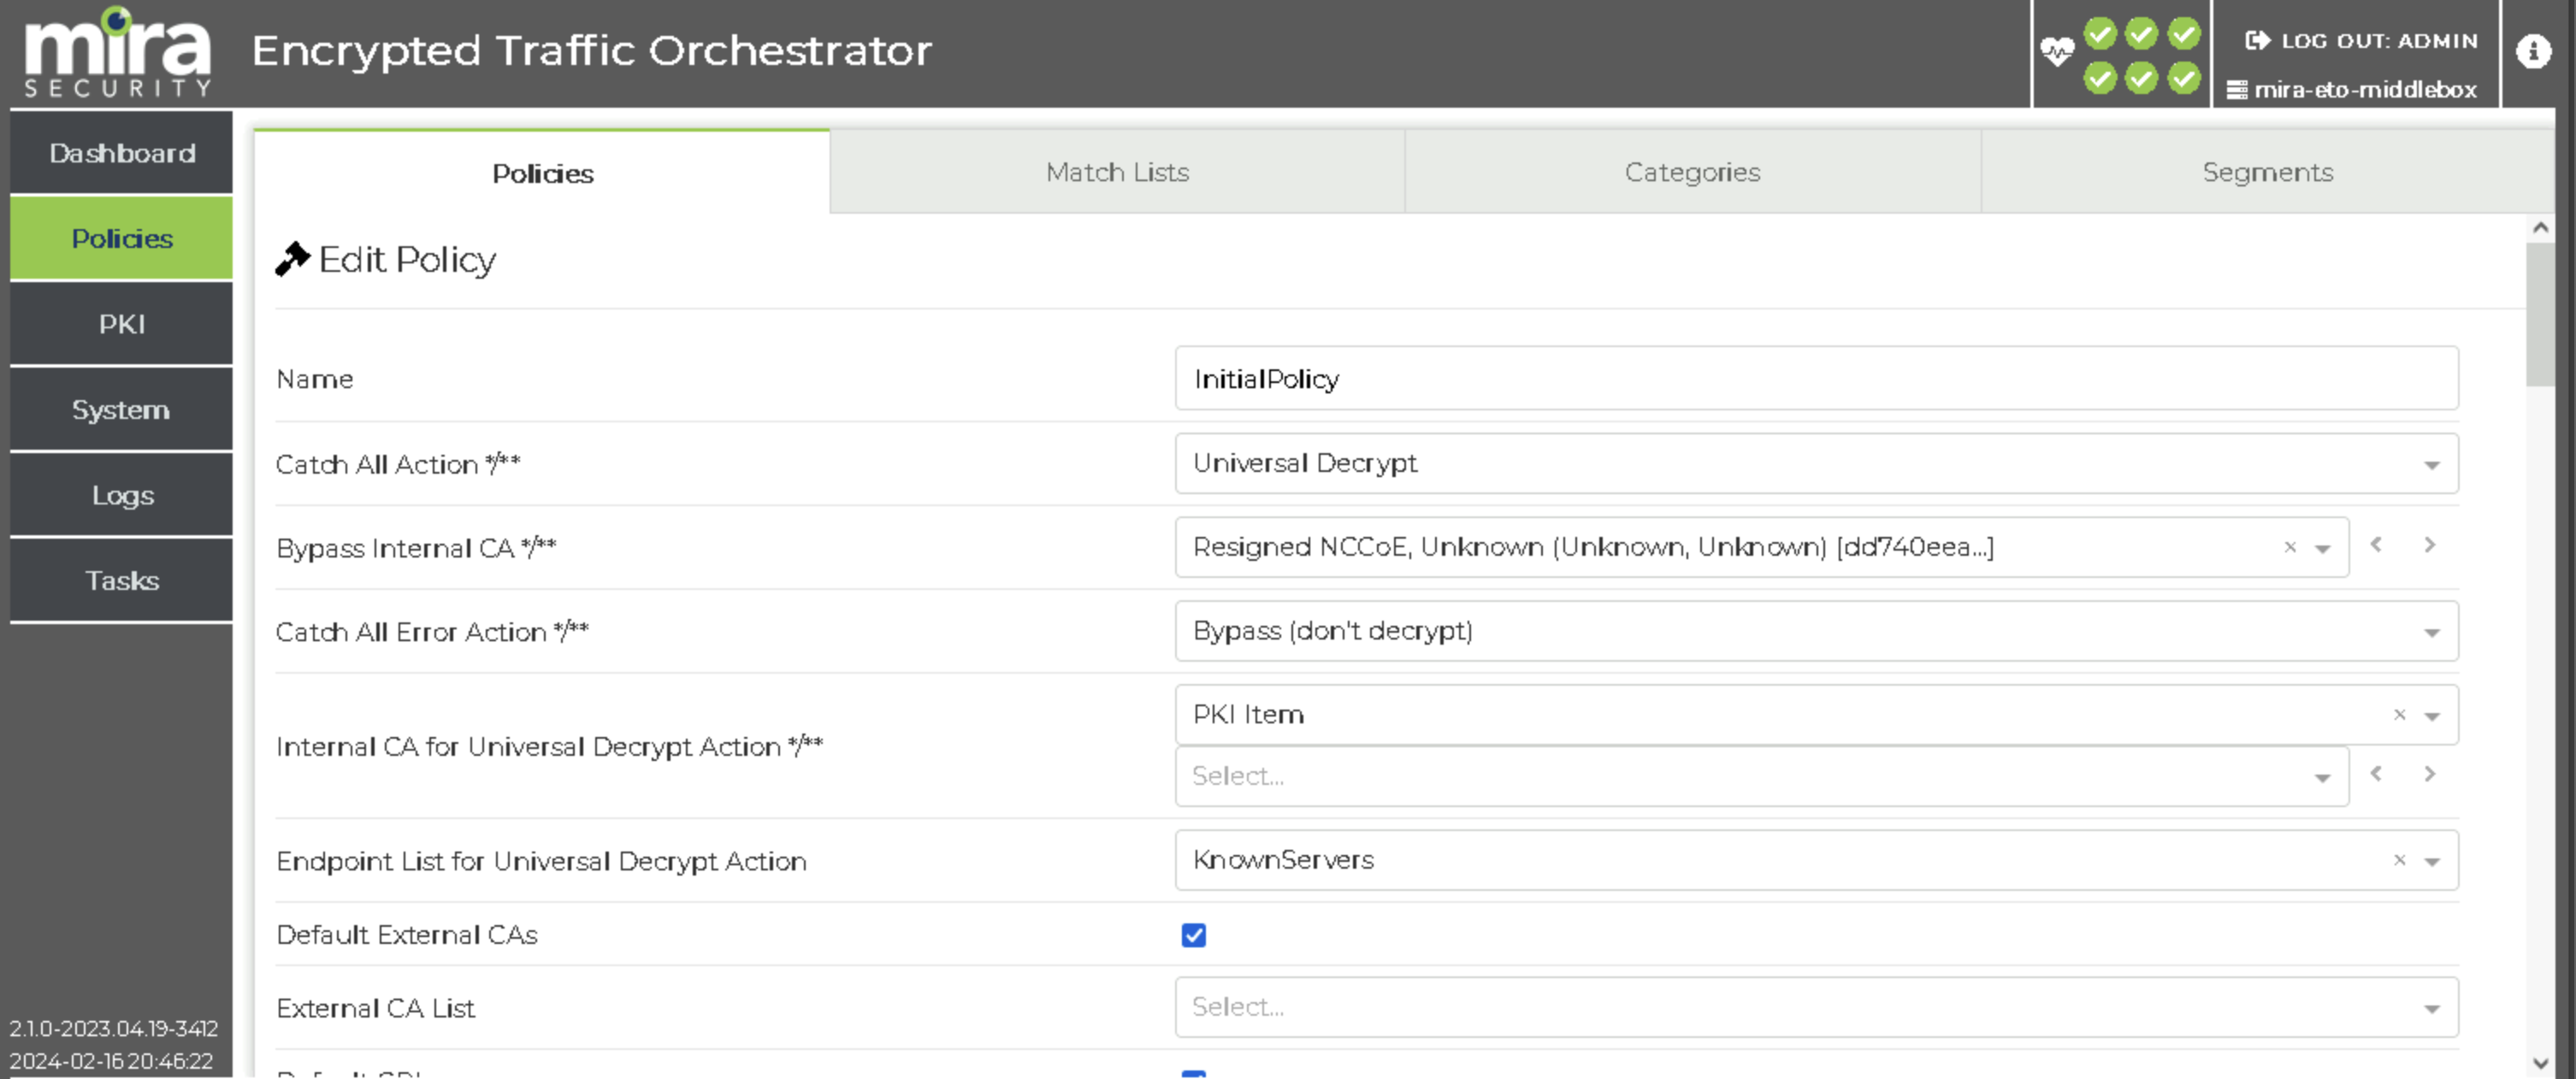 mira
SECURITY
Encrypted Traffic Orchestrator
LOG OUT: ADMIN
mira-eto-middlebox
Dashboard
Policies
PKI
System
Logs
Tasks
2.1.0-2023.04.19-3412
2024-02-16 20:46:22
Policies
Match Lists
Categories
Segments
Edit Policy
Name
InitialPolicy
Catch All Action */**
Universal Decrypt
Bypass Internal CA */**
Resigned NCCoE, Unknown (Unknown, Unknown) [dd740eea...]
Catch All Error Action */**
Bypass (don't decrypt)
Internal CA for Universal Decrypt Action */**
PKI Item
Select...
Endpoint List for Universal Decrypt Action
KnownServers
Default External CAs
External CA List
Select...